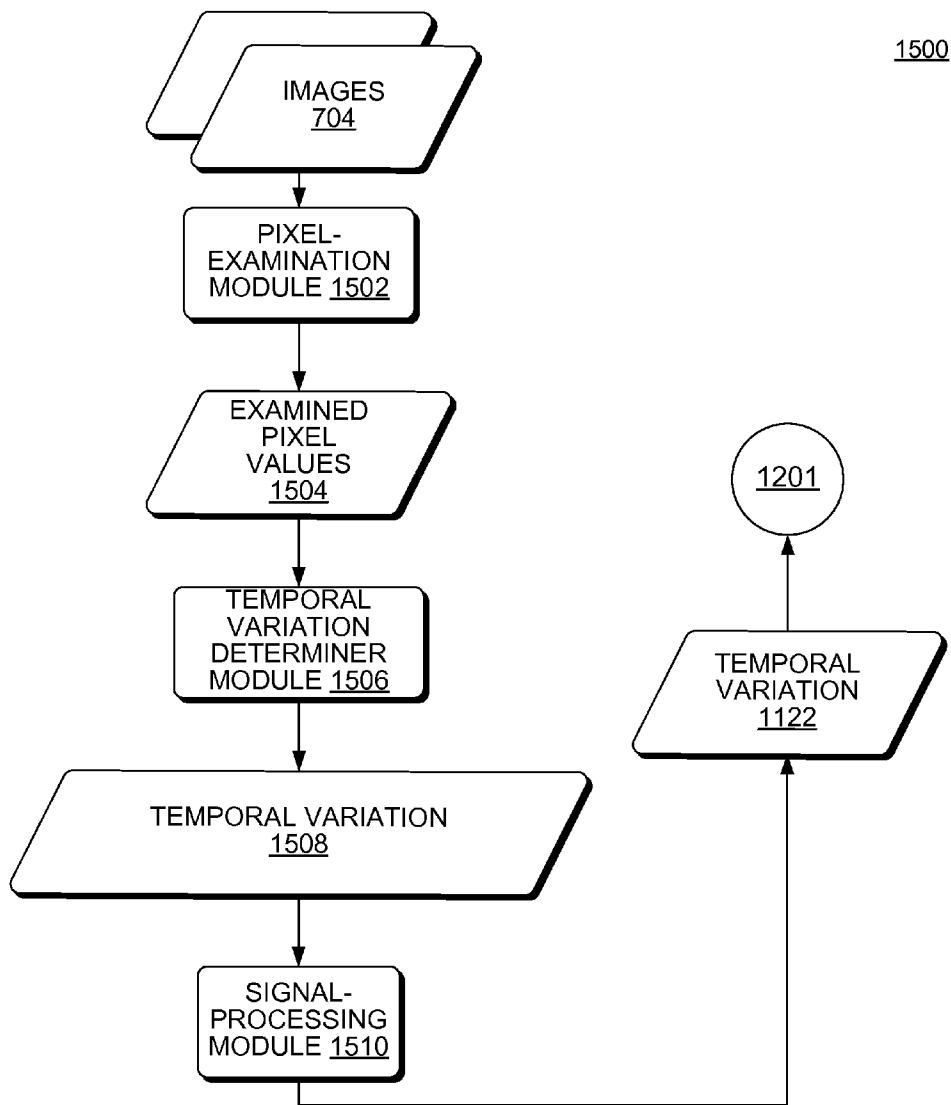 1500
IMAGES
704
PIXEL-
EXAMINATION
MODULE 1502
EXAMINED
PIXEL
VALUES
1504
TEMPORAL
VARIATION
DETERMINER
MODULE 1506
TEMPORAL VARIATION
1508
SIGNAL-
PROCESSING
MODULE 1510
TEMPORAL
VARIATION
1122
1201